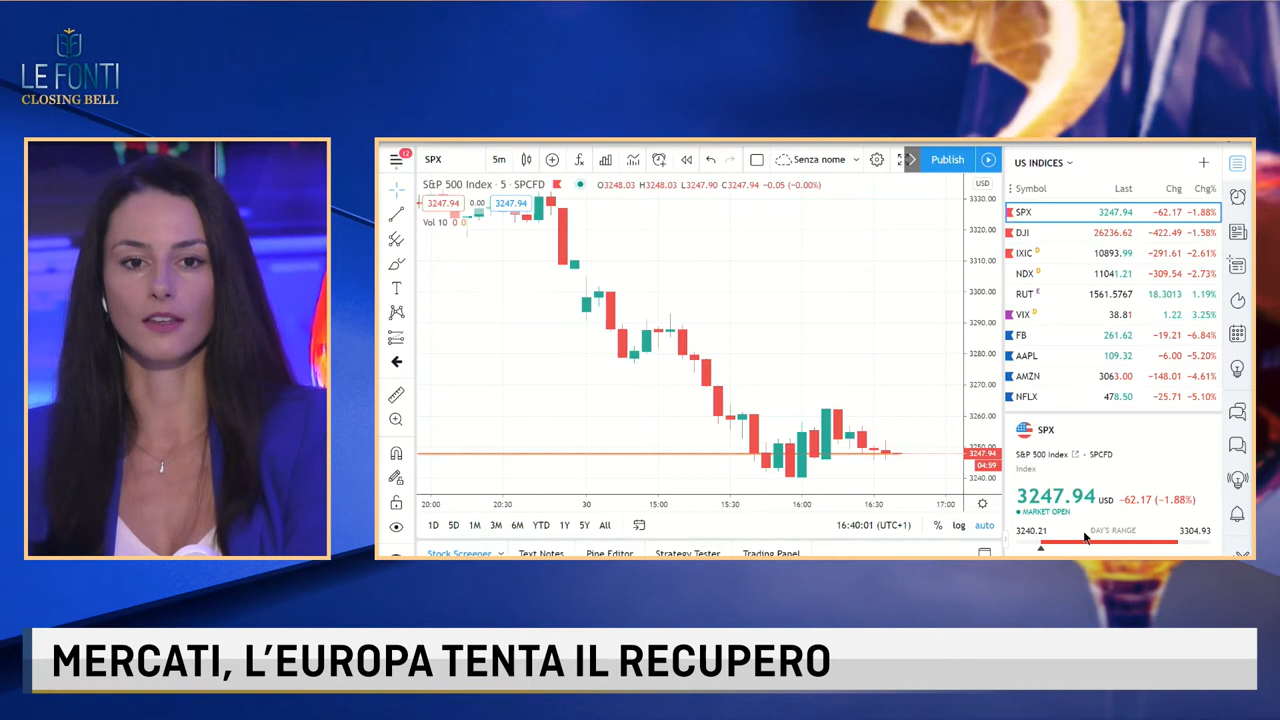 LE FONTI
CLOSING BELL
12
SPX
5m
Senza nome
Publish
S&P 500 Index · 5 · SPCFD
O3248.03 H3248.03 L3247.90 C3247.94 −0.05 (−0.00%)
3247.94 0.00 3247.94
Vol 10 0 0
USD
3330.00
3320.00
3310.00
3300.00
3290.00
3280.00
3270.00
3260.00
3247.94
04:59
3240.00
20:00 20:30 30 15:00 15:30 16:00 16:30 17:00
1D 5D 1M 3M 6M YTD 1Y 5Y All
16:40:01 (UTC+1) % log auto
Stock Screener Text Notes Pine Editor Strategy Tester Trading Panel
US INDICES
Symbol Last Chg Chg%
SPX 3247.94 −62.17 −1.88%
DJI 26236.62 −422.49 −1.58%
IXIC D 10893.99 −291.61 −2.61%
NDX D 11041.21 −309.54 −2.73%
RUT E 1561.5767 18.3013 1.19%
VIX D 38.81 1.22 3.25%
FB 261.62 −19.21 −6.84%
AAPL 109.32 −6.00 −5.20%
AMZN 3063.00 −148.01 −4.61%
NFLX 478.50 −25.71 −5.10%
SPX
S&P 500 Index · SPCFD
Index
3247.94 USD −62.17 (−1.88%)
MARKET OPEN
3240.21 DAY'S RANGE 3304.93
MERCATI, L'EUROPA TENTA IL RECUPERO